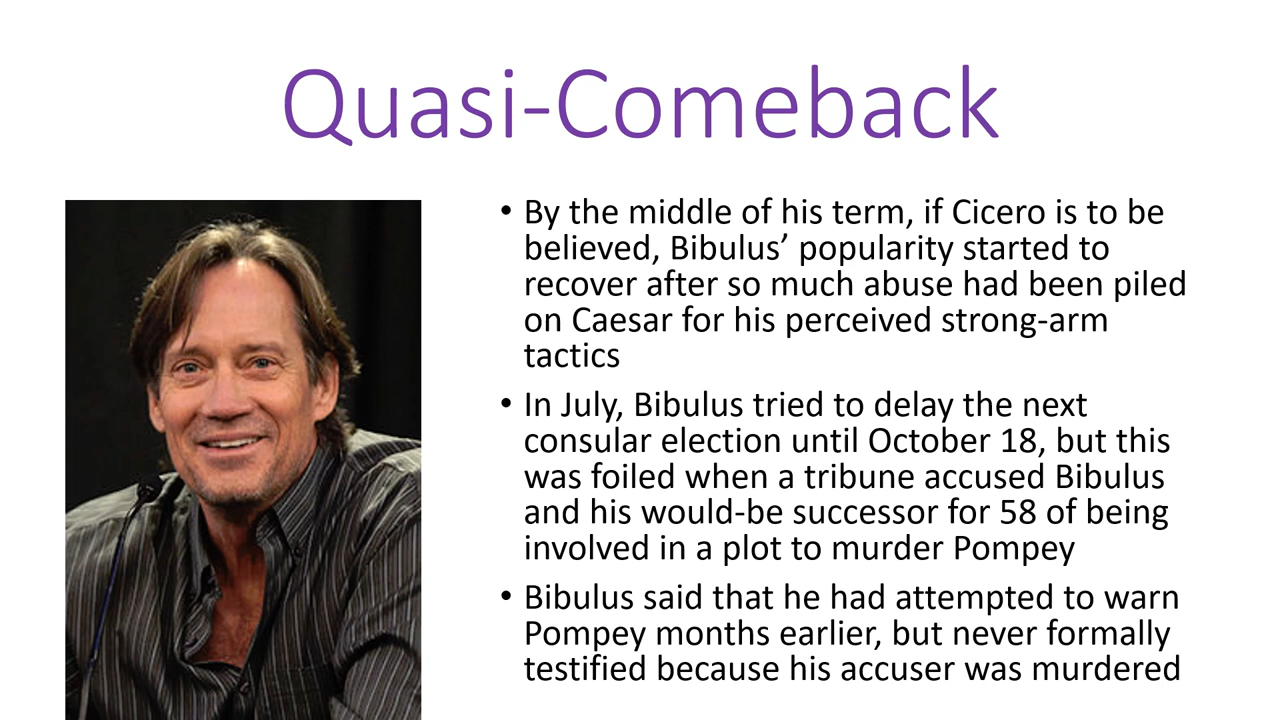 Quasi-Comeback
• By the middle of his term, if Cicero is to be
believed, Bibulus’ popularity started to
recover after so much abuse had been piled
on Caesar for his perceived strong-arm
tactics
• In July, Bibulus tried to delay the next
consular election until October 18, but this
was foiled when a tribune accused Bibulus
and his would-be successor for 58 of being
involved in a plot to murder Pompey
• Bibulus said that he had attempted to warn
Pompey months earlier, but never formally
testified because his accuser was murdered